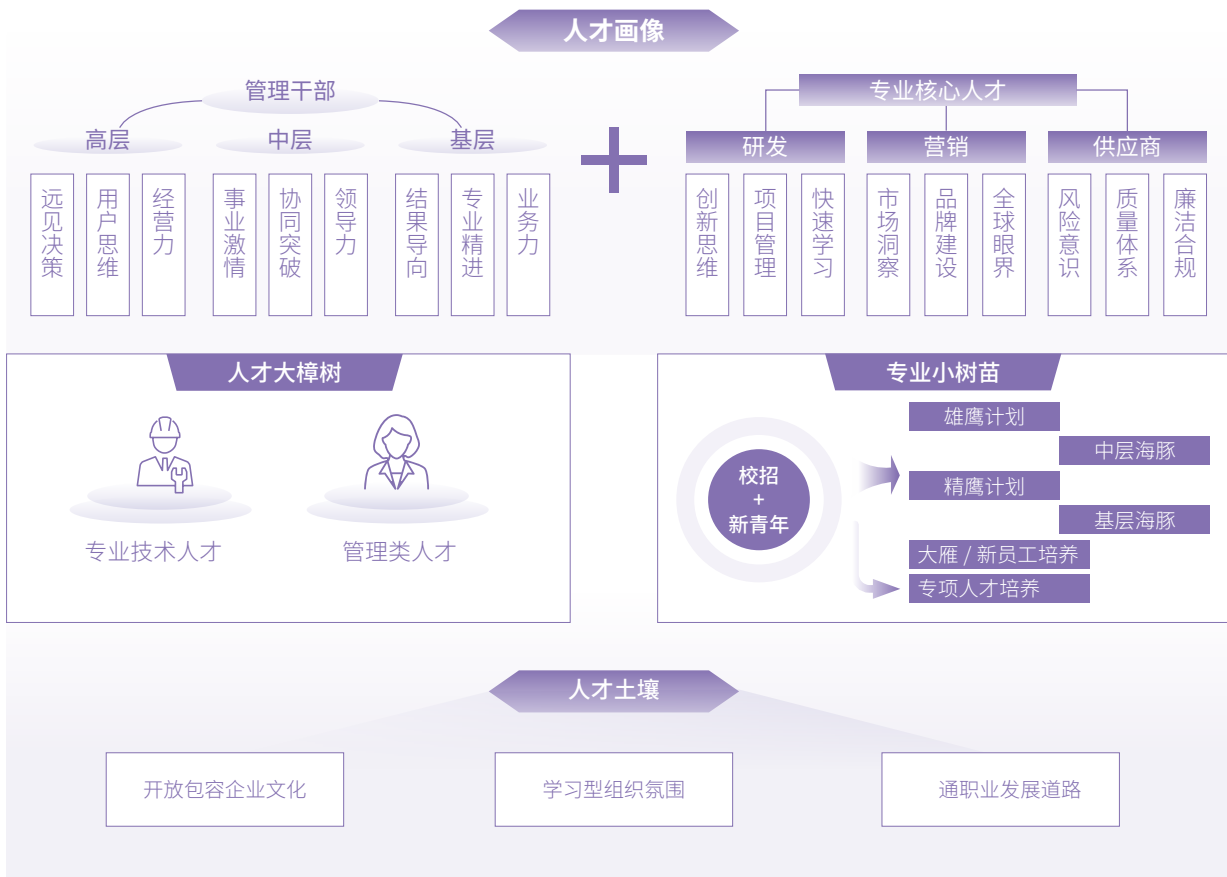 人才画像
管理干部
高层
中层
基层
远见决策
用户思维
经营力
事业激情
协同突破
领导力
结果导向
专业精进
业务力
专业核心人才
研发
营销
供应商
创新思维
项目管理
快速学习
市场洞察
品牌建设
全球眼界
风险意识
质量体系
廉洁合规
人才大樟树
专业技术人才
管理类人才
专业小树苗
校招
+
新青年
雄鹰计划
中层海豚
精鹰计划
基层海豚
大雁 / 新员工培养
专项人才培养
人才土壤
开放包容企业文化
学习型组织氛围
通职业发展道路